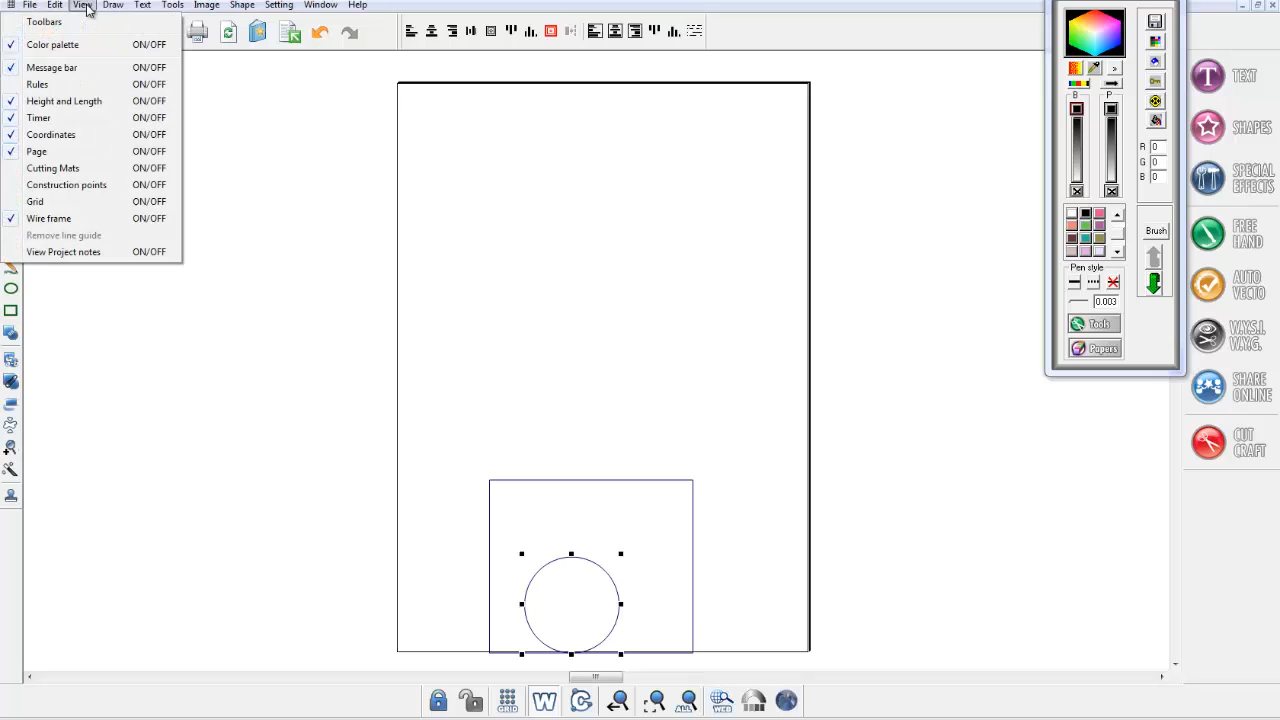 File Edit View Draw Text Tools Image Shape Setting Window Help
Toolbars
Color palette ON/OFF
Message bar ON/OFF
Rules ON/OFF
Height and Length ON/OFF
Timer ON/OFF
Coordinates ON/OFF
Page ON/OFF
Cutting Mats ON/OFF
Construction points ON/OFF
Grid ON/OFF
Wire frame ON/OFF
Remove line guide
View Project notes ON/OFF
B P
R 0
G 0
B 0
Brush
Pen style
0.003
Tools
Papers
TEXT
SHAPES
SPECIAL
EFFECTS
FREE
HAND
AUTO
VECTO
W.Y.S.I.
W.Y.G.
SHARE
ONLINE
CUT
CRAFT
GRID
W
ALL
WEB